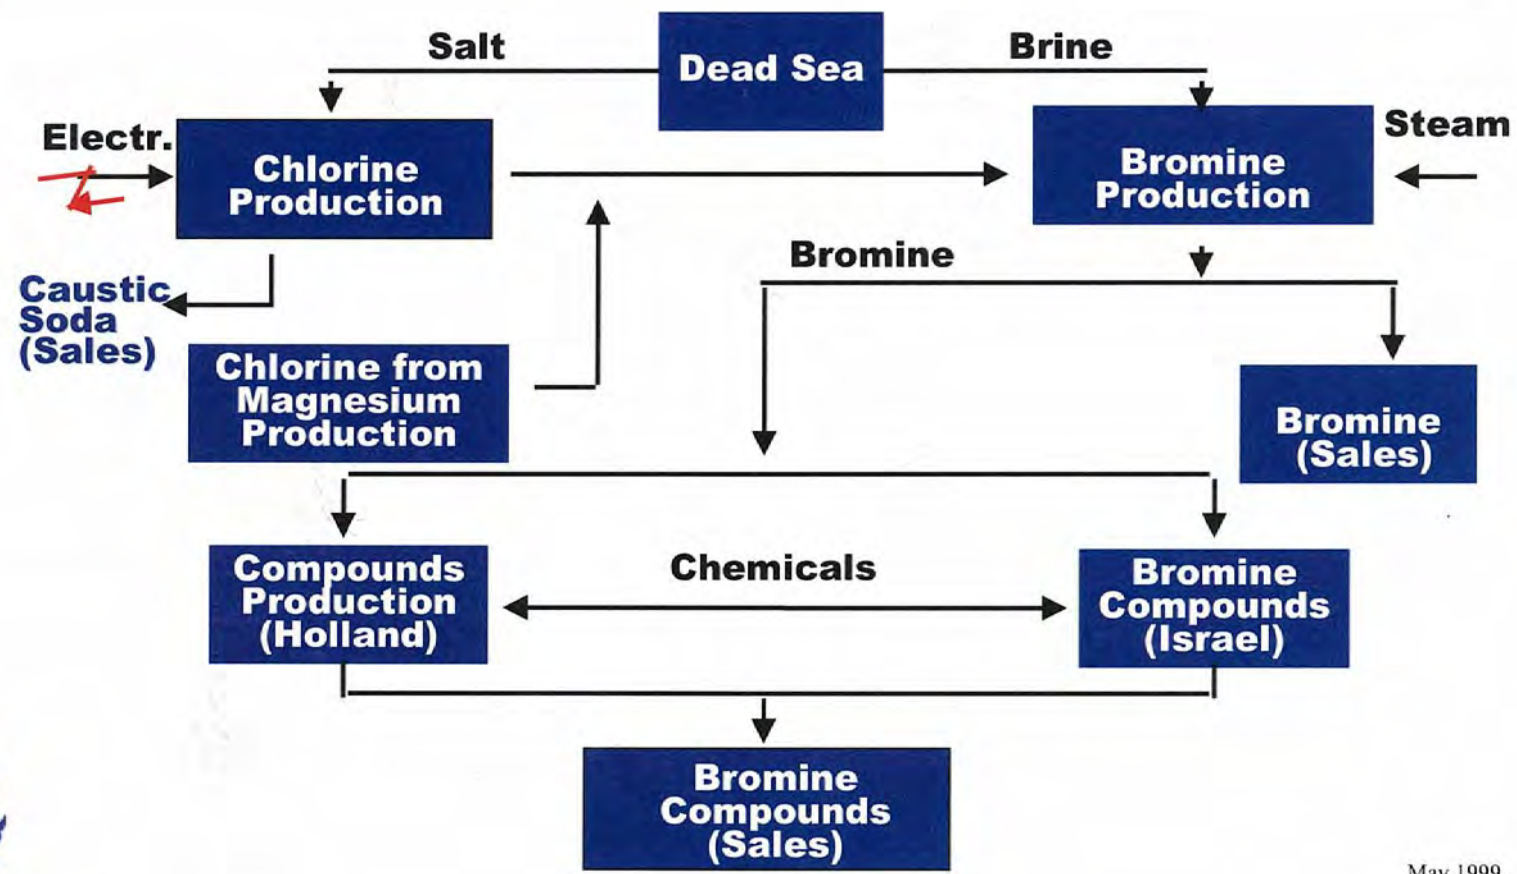 Salt
Dead Sea
Brine
Electr.
Chlorine
Production
Bromine
Production
Steam
Caustic
Soda
(Sales)
Bromine
Chlorine from
Magnesium
Production
Bromine
(Sales)
Compounds
Production
(Holland)
Chemicals
Bromine
Compounds
(Israel)
Bromine
Compounds
(Sales)
May 1999